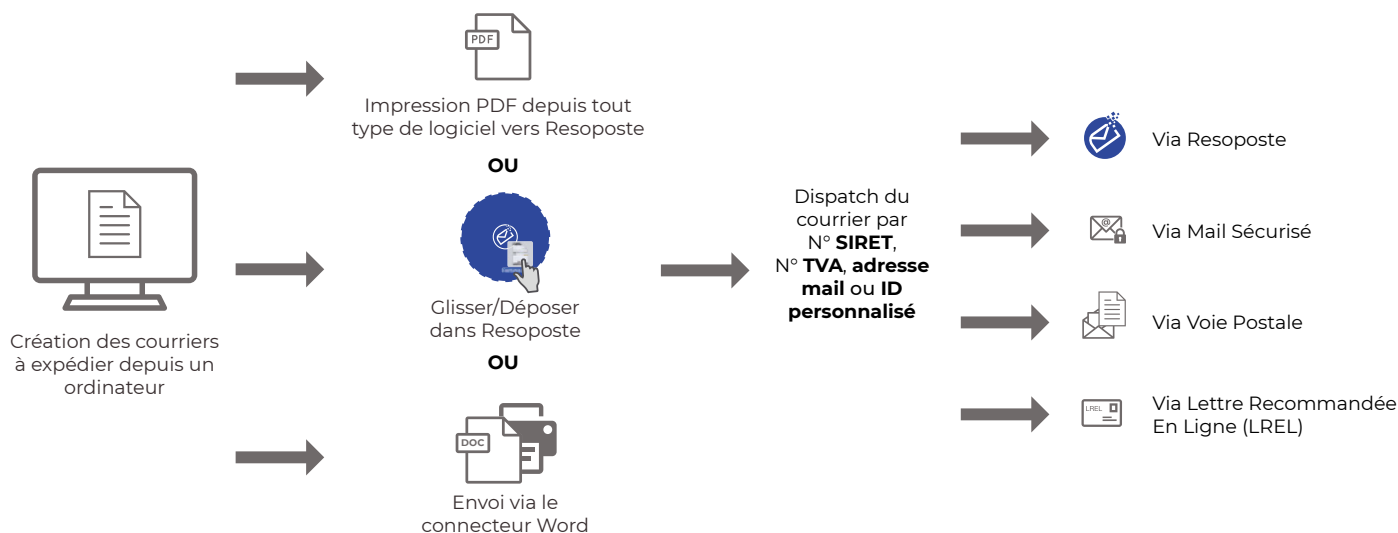 Création des courriers
à expédier depuis un
ordinateur
PDF
Impression PDF depuis tout
type de logiciel vers Resoposte
OU
Glisser/Déposer
dans Resoposte
OU
DOC
Envoi via le
connecteur Word
Dispatch du
courrier par
N° SIRET,
N° TVA, adresse
mail ou ID
personnalisé
Via Resoposte
@
Via Mail Sécurisé
Via Voie Postale
LREL
Via Lettre Recommandée
En Ligne (LREL)